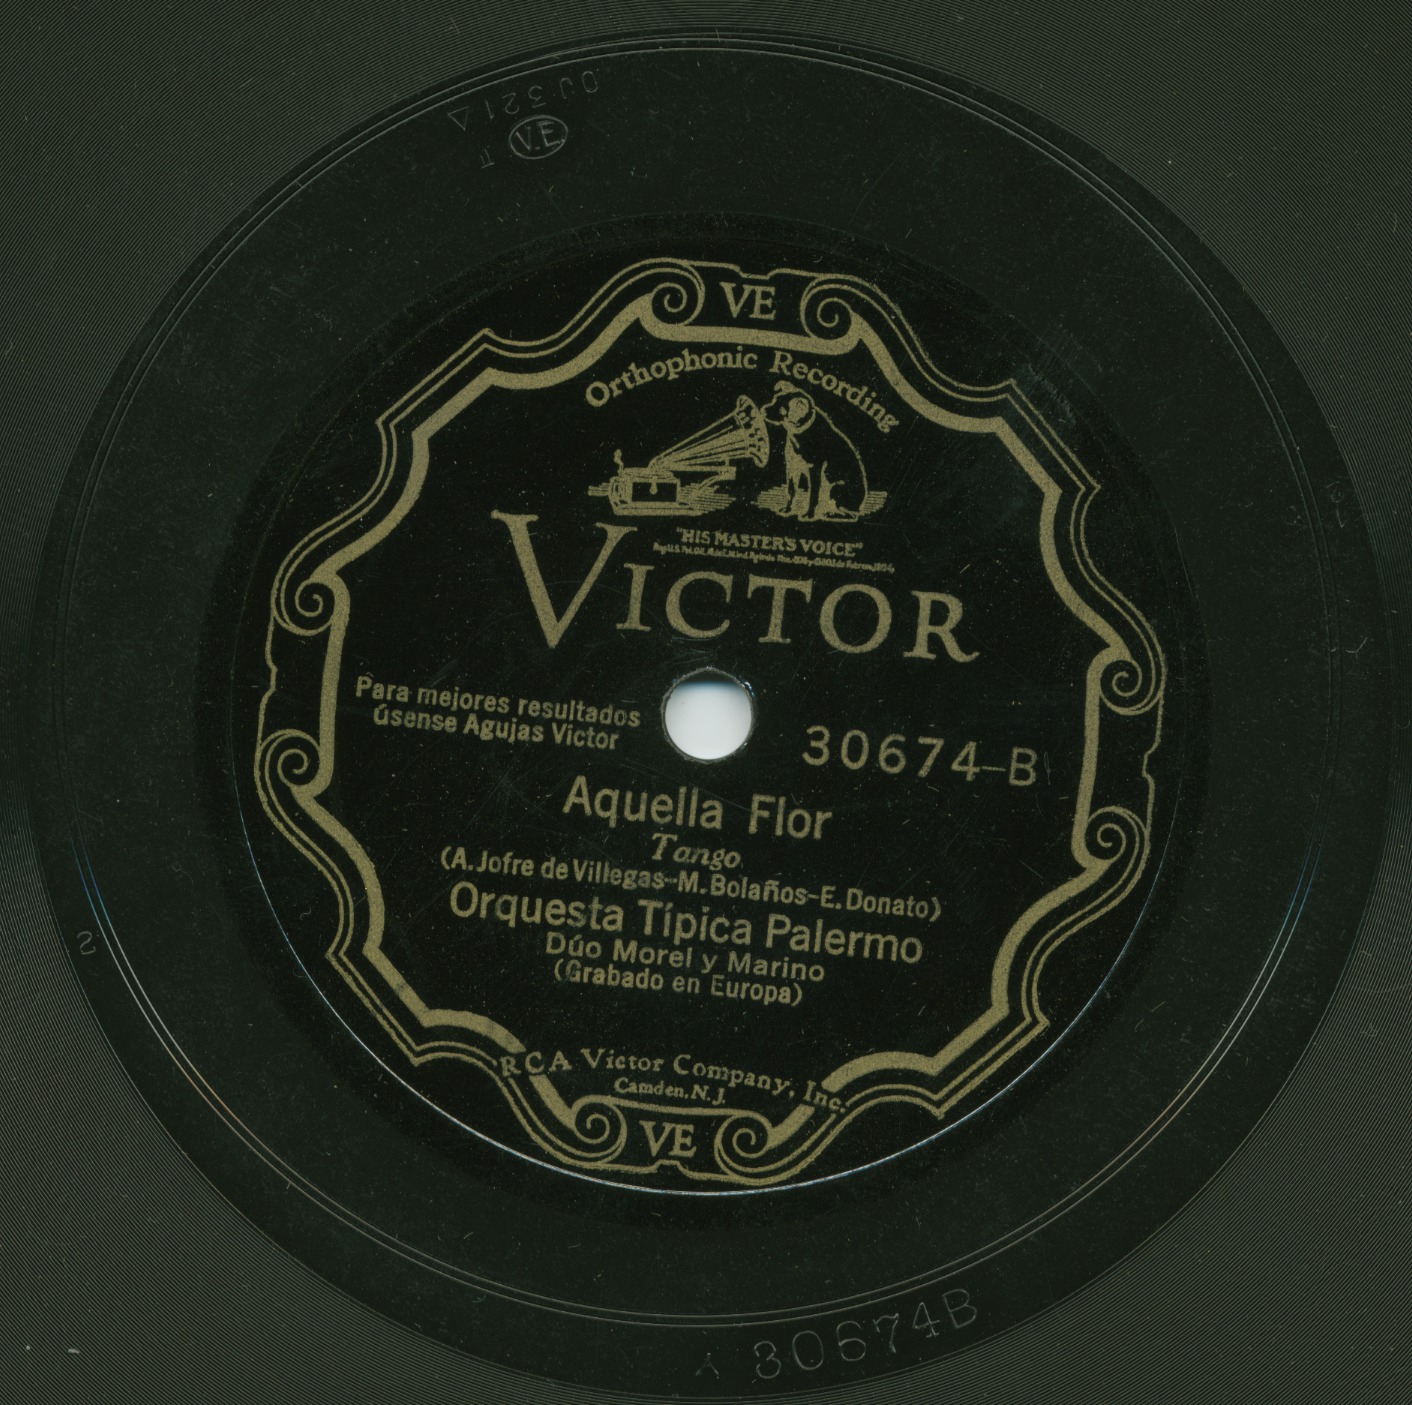 OJ321△
II
V.E.
VE
Orthophonic Recording
"HIS MASTER'S VOICE"
VICTOR
Para mejores resultados
úsense Agujas Victor
30674-B
Aquella Flor
Tango
(A. Jofre de Villegas-M. Bolaños-E. Donato)
Orquesta Típica Palermo
Dúo Morel y Marino
(Grabado en Europa)
RCA Victor Company, Inc.
Camden, N. J.
VE
S
30674B